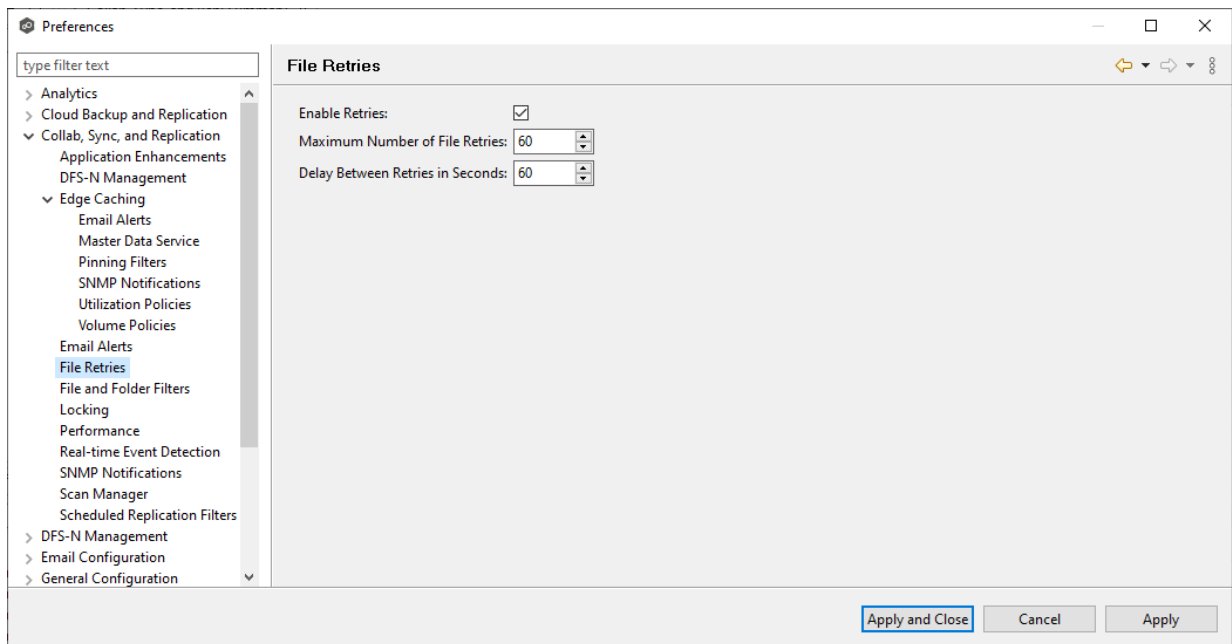 Preferences
type filter text
Analytics
Cloud Backup and Replication
Collab, Sync, and Replication
Application Enhancements
DFS-N Management
Edge Caching
Email Alerts
Master Data Service
Pinning Filters
SNMP Notifications
Utilization Policies
Volume Policies
Email Alerts
File Retries
File and Folder Filters
Locking
Performance
Real-time Event Detection
SNMP Notifications
Scan Manager
Scheduled Replication Filters
DFS-N Management
Email Configuration
General Configuration
File Retries
Enable Retries:
Maximum Number of File Retries: 60
Delay Between Retries in Seconds: 60
Apply and Close Cancel Apply